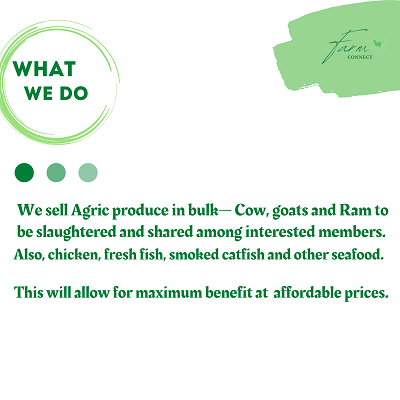 WHAT
WE DO
Farm
CONNECT
We sell Agric produce in bulk— Cow, goats and Ram to
be slaughtered and shared among interested members.
Also, chicken, fresh fish, smoked catfish and other seafood.
This will allow for maximum benefit at affordable prices.